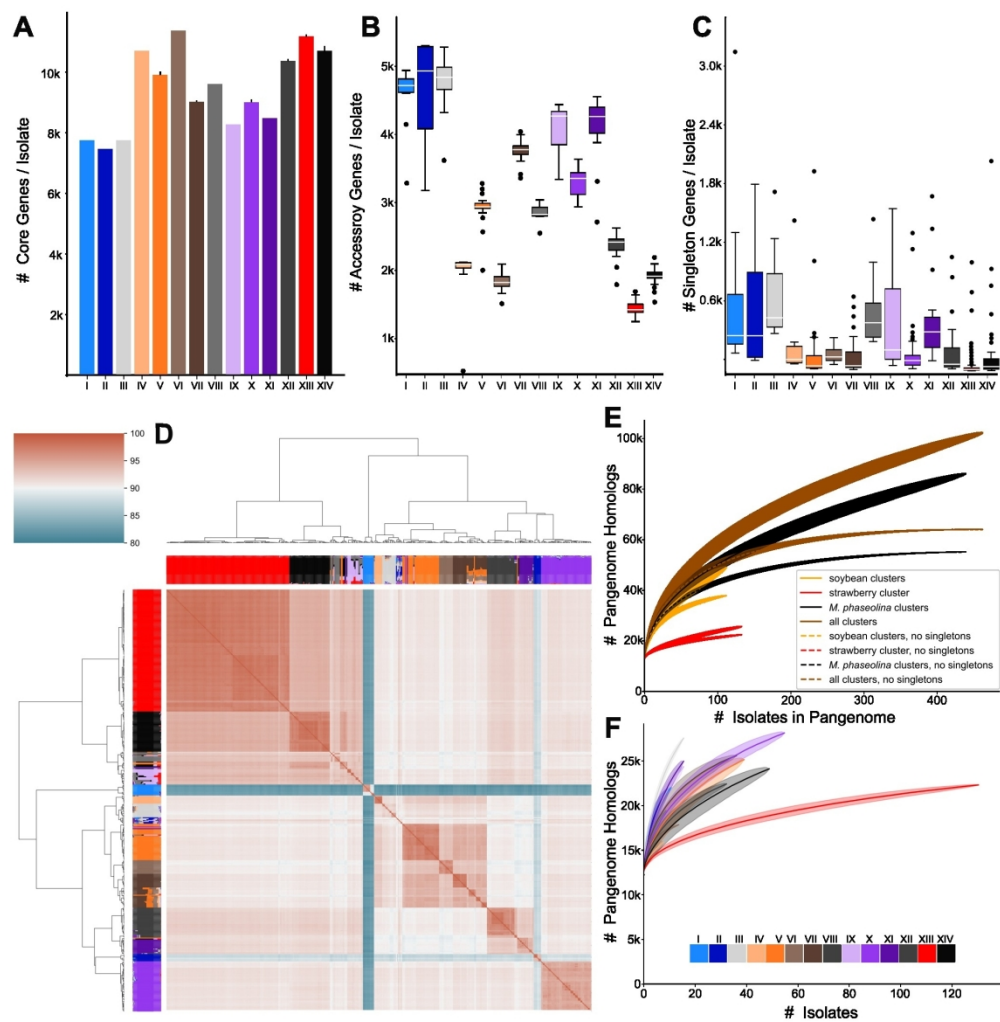 A
# Core Genes / Isolate
10k
8k
6k
4k
2k
I II III IV V VI VII VIII IX X XI XII XIII XIV
B
# Accessroy Genes / Isolate
5k
4k
3k
2k
1k
I II III IV V VI VII VIII IX X XI XII XIII XIV
C
# Singleton Genes / Isolate
3.0k
2.4k
1.8k
1.2k
0.6k
I II III IV V VI VII VIII IX X XI XII XIII XIV
D
100
95
90
85
80
E
# Pangenome Homologs
100k
80k
60k
40k
20k
0
soybean clusters
strawberry cluster
M. phaseolina clusters
all clusters
soybean clusters, no singletons
strawberry cluster, no singletons
M. phaseolina clusters, no singletons
all clusters, no singletons
0 100 200 300 400
# Isolates in Pangenome
F
# Pangenome Homologs
25k
20k
15k
10k
5k
0
I II III IV V VI VII VIII IX X XI XII XIII XIV
0 20 40 60 80 100 120
# Isolates